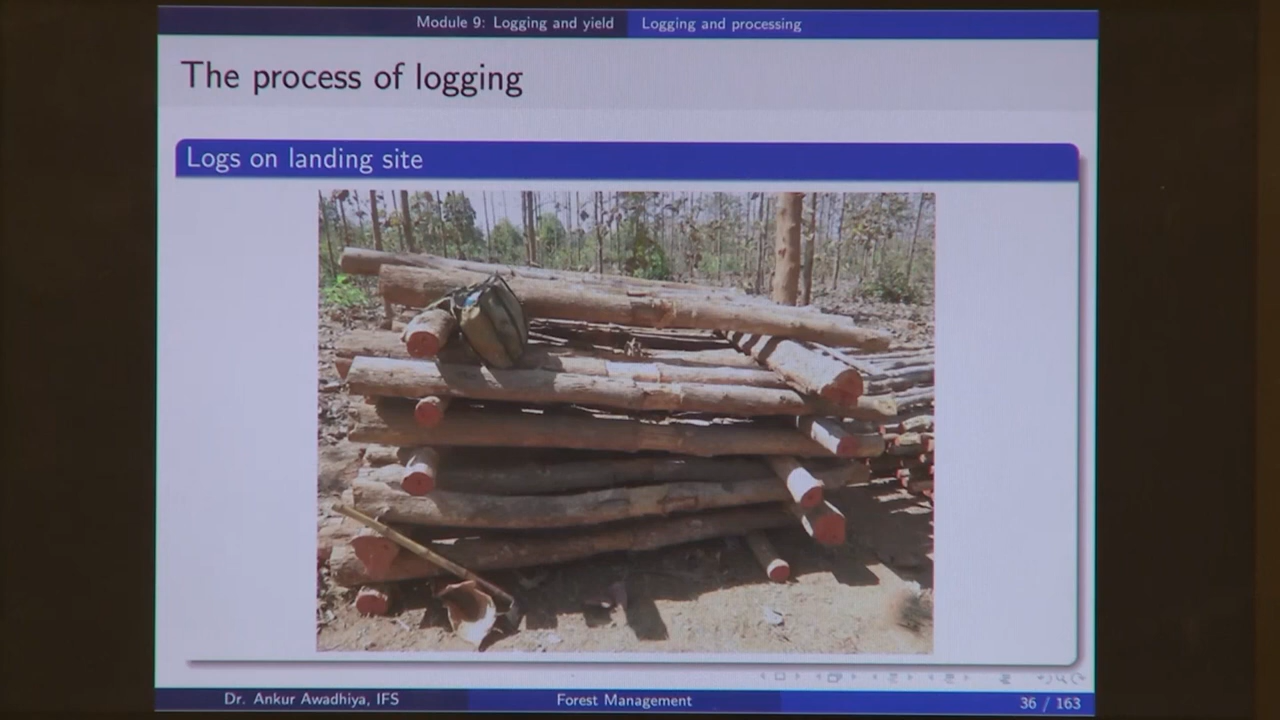 Module 9: Logging and yield
Logging and processing
The process of logging
Logs on landing site
Dr. Ankur Awadhiya, IFS
Forest Management
36 / 163